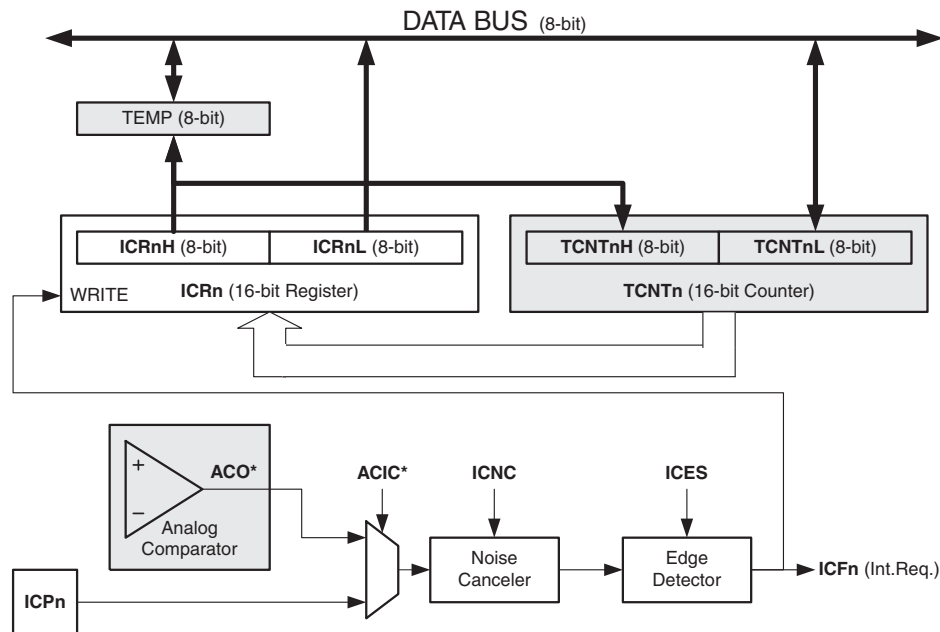 DATA BUS (8-bit)
TEMP (8-bit)
ICRnH (8-bit)
ICRnL (8-bit)
TCNTnH (8-bit)
TCNTnL (8-bit)
WRITE
ICRn (16-bit Register)
TCNTn (16-bit Counter)
+
−
ACO*
Analog
Comparator
ACIC*
ICNC
ICES
Noise
Canceler
Edge
Detector
ICFn (Int.Req.)
ICPn